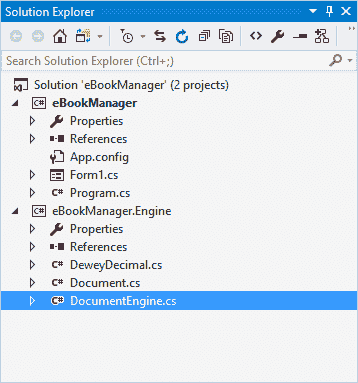 Solution Explorer
Search Solution Explorer (Ctrl+;)
Solution 'eBookManager' (2 projects)
C# eBookManager
Properties
References
App.config
Form1.cs
C# Program.cs
C# eBookManager.Engine
Properties
References
C# DeweyDecimal.cs
C# Document.cs
C# DocumentEngine.cs